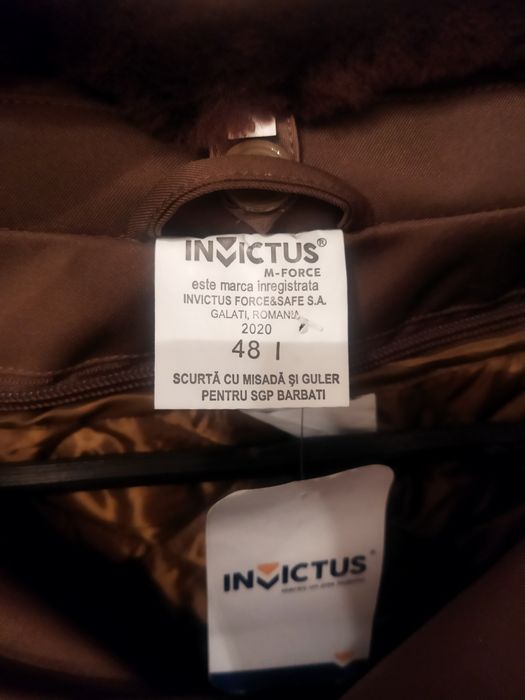 INVICTUS®
M-FORCE
este marca inregistrata
INVICTUS FORCE&SAFE S.A.
GALATI, ROMANIA
2020
48 I
SCURTĂ CU MISADĂ ŞI GULER
PENTRU SGP BARBATI
INVICTUS®